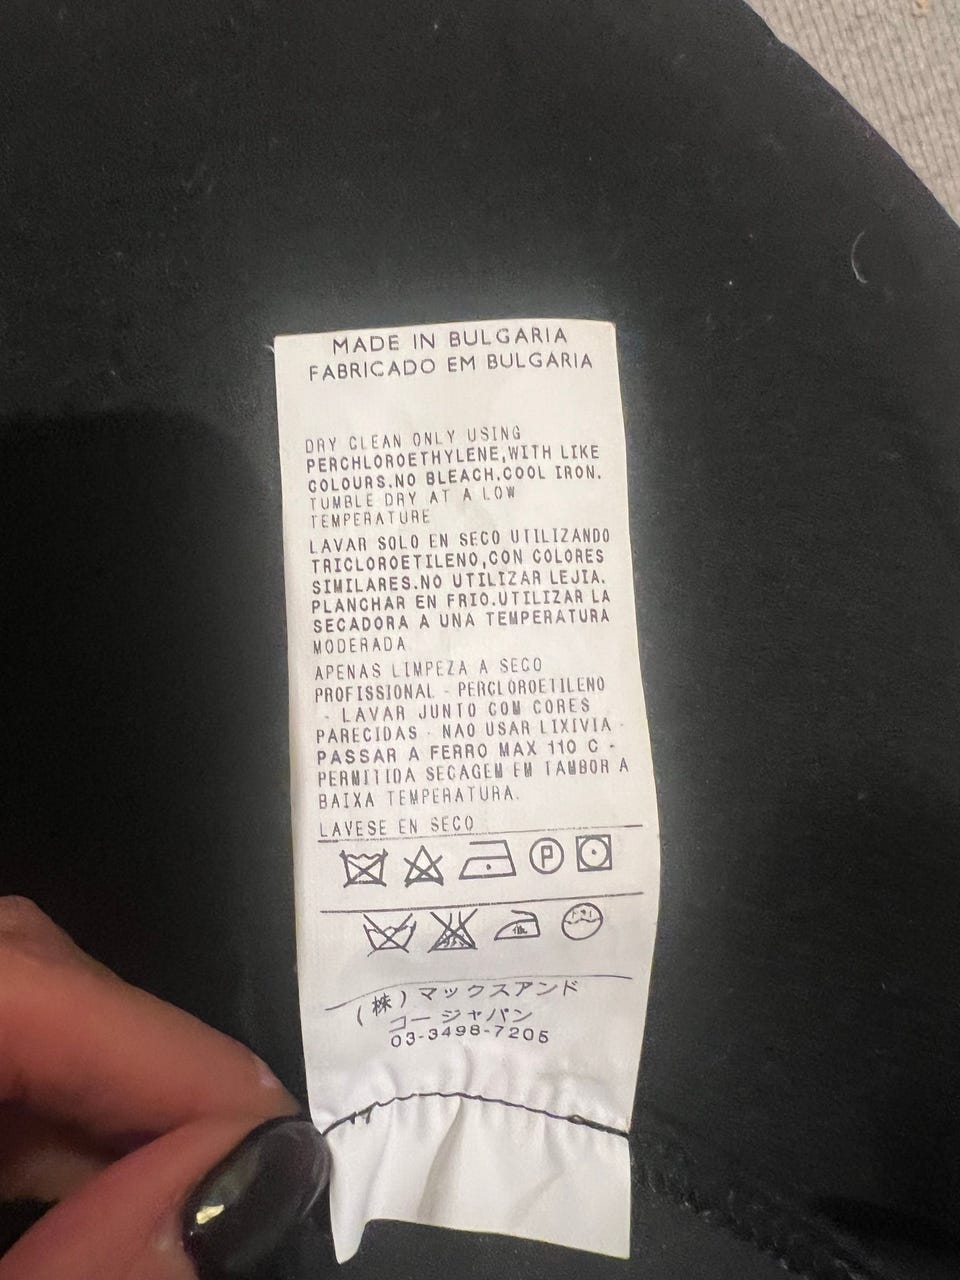 MADE IN BULGARIA
FABRICADO EM BULGARIA
DRY CLEAN ONLY USING
PERCHLOROETHYLENE,WITH LIKE
COLOURS.NO BLEACH.COOL IRON.
TUMBLE DRY AT A LOW
TEMPERATURE
LAVAR SOLO EN SECO UTILIZANDO
TRICLOROETILENO,CON COLORES
SIMILARES.NO UTILIZAR LEJIA.
PLANCHAR EN FRIO.UTILIZAR LA
SECADORA A UNA TEMPERATURA
MODERADA
APENAS LIMPEZA A SECO
PROFISSIONAL - PERCLOROETILENO
- LAVAR JUNTO COM CORES
PARECIDAS - NAO USAR LIXIVIA -
PASSAR A FERRO MAX 110 C -
PERMITIDA SECAGEM EM TAMBOR A
BAIXA TEMPERATURA.
LAVESE EN SECO
P
低 ドライ
(株)マックスアンド
コージャパン
03-3498-7205